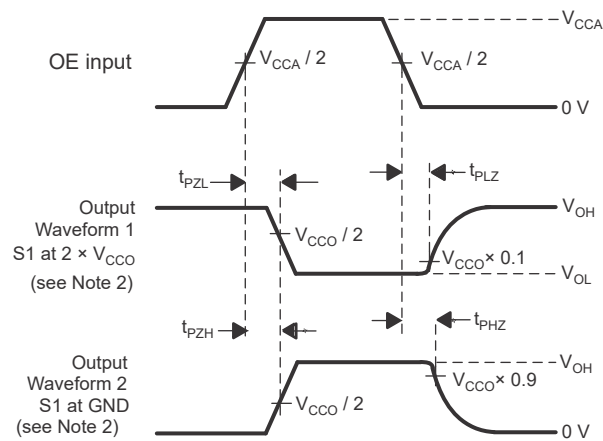 V_CCA
OE input
V_CCA / 2
V_CCA / 2
0 V
t_PZL
t_PLZ
Output
Waveform 1
S1 at 2 × V_CCO
(see Note 2)
V_CCO / 2
V_OH
V_CCO × 0.1
V_OL
t_PZH
t_PHZ
Output
Waveform 2
S1 at GND
(see Note 2)
V_CCO / 2
V_OH
V_CCO × 0.9
0 V